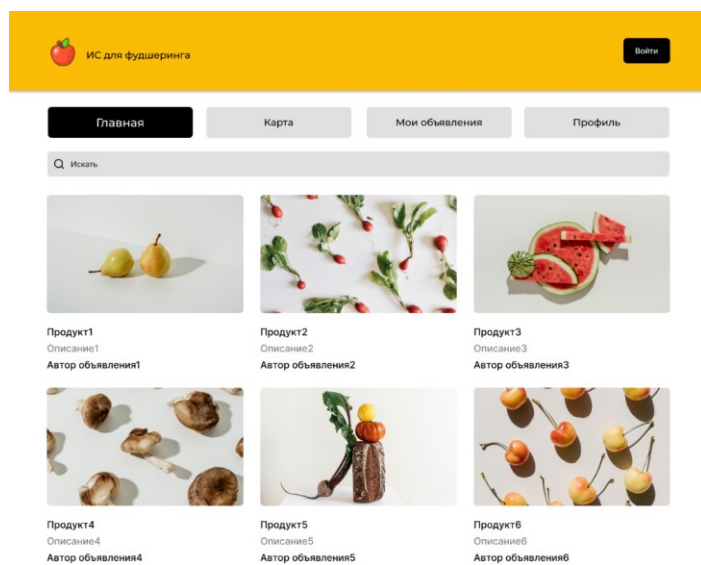 ИС для фудшеринга
Войти
Главная
Карта
Мои объявления
Профиль
Искать
Продукт1
Описание1
Автор объявления1
Продукт2
Описание2
Автор объявления2
Продукт3
Описание3
Автор объявления3
Продукт4
Описание4
Автор объявления4
Продукт5
Описание5
Автор объявления5
Продукт6
Описание6
Автор объявления6